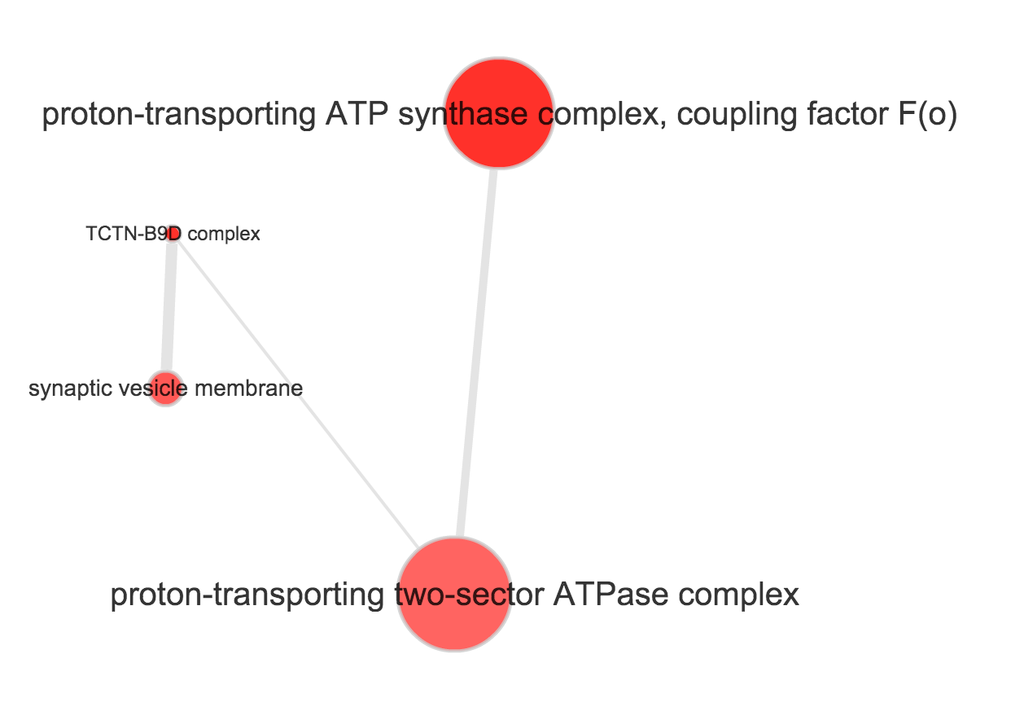 proton-transporting ATP synthase complex, coupling factor F(o)
TCTN-B9D complex
synaptic vesicle membrane
proton-transporting two-sector ATPase complex